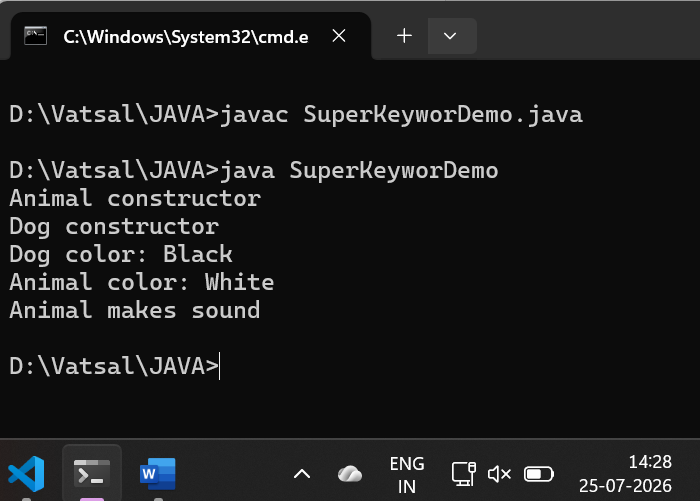 C:\Windows\System32\cmd.e
D:\Vatsal\JAVA>javac SuperKeyworDemo.java
D:\Vatsal\JAVA>java SuperKeyworDemo
Animal constructor
Dog constructor
Dog color: Black
Animal color: White
Animal makes sound
D:\Vatsal\JAVA>
ENG
IN
14:28
25-07-2026